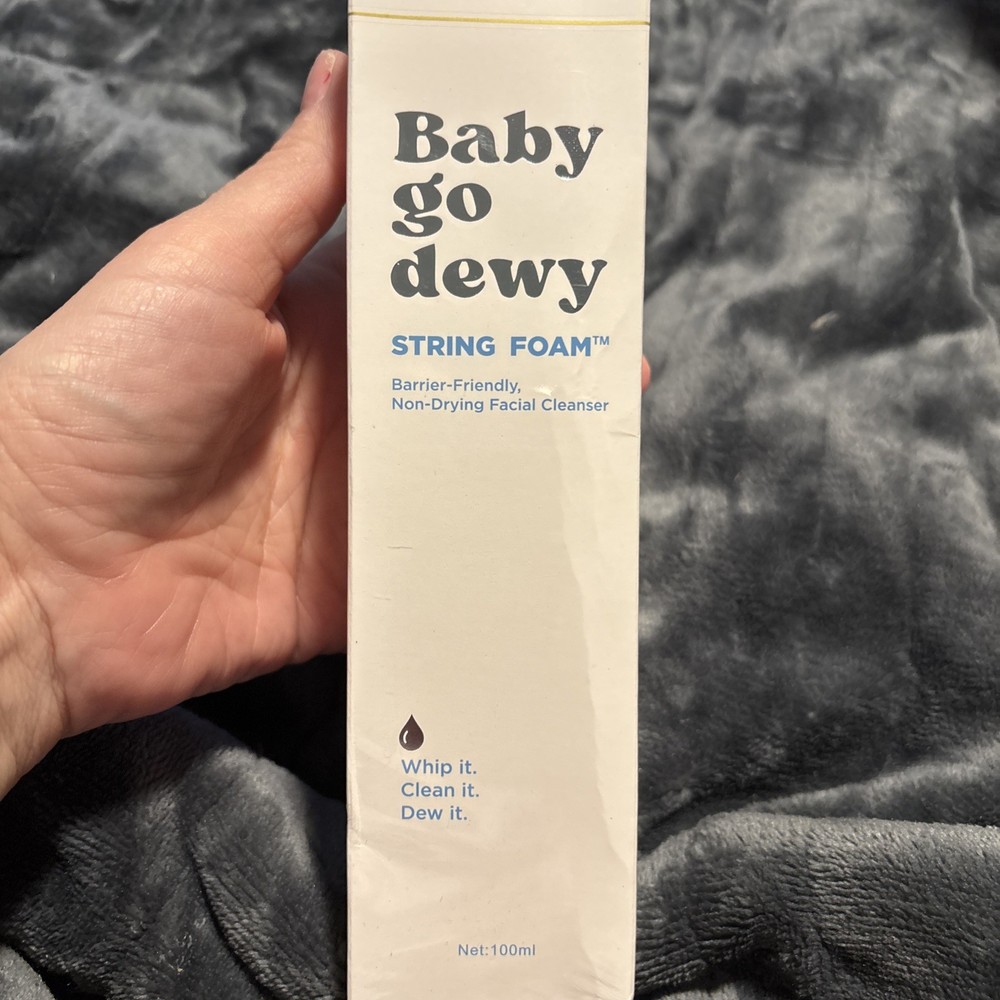 Baby
go
dewy
STRING FOAM™
Barrier-Friendly,
Non-Drying Facial Cleanser
Whip it.
Clean it.
Dew it.
Net:100ml